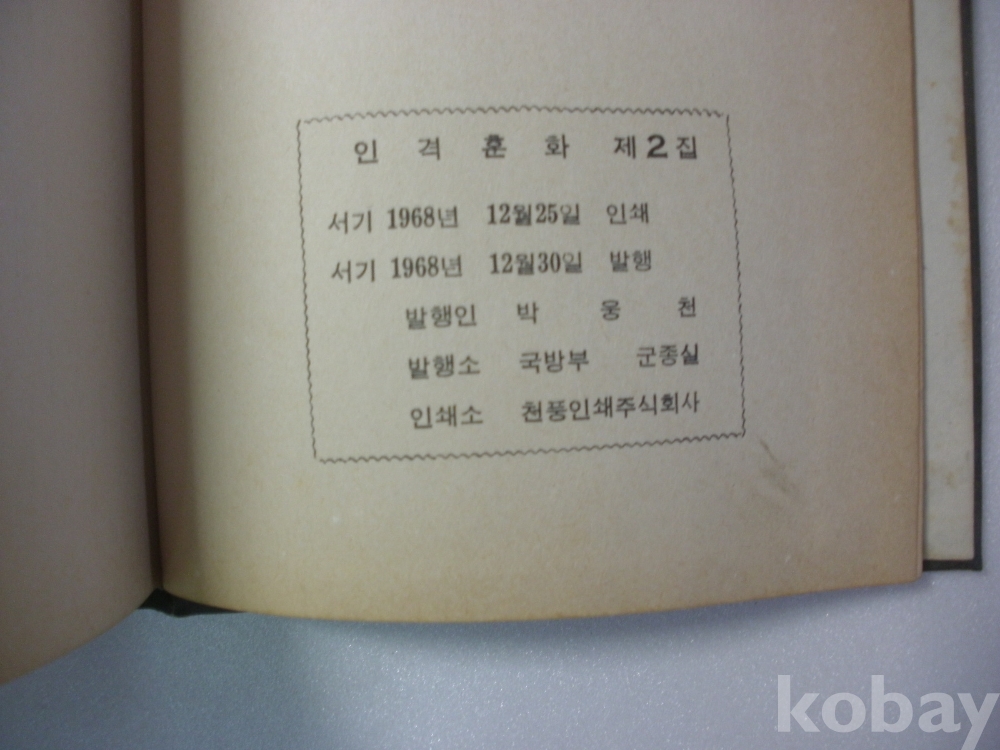 인 격 훈 화 제2집
서기 1968년 12월25일 인쇄
서기 1968년 12월30일 발행
발행인 박 웅 천
발행소 국방부 군종실
인쇄소 천풍인쇄주식회사
kobay